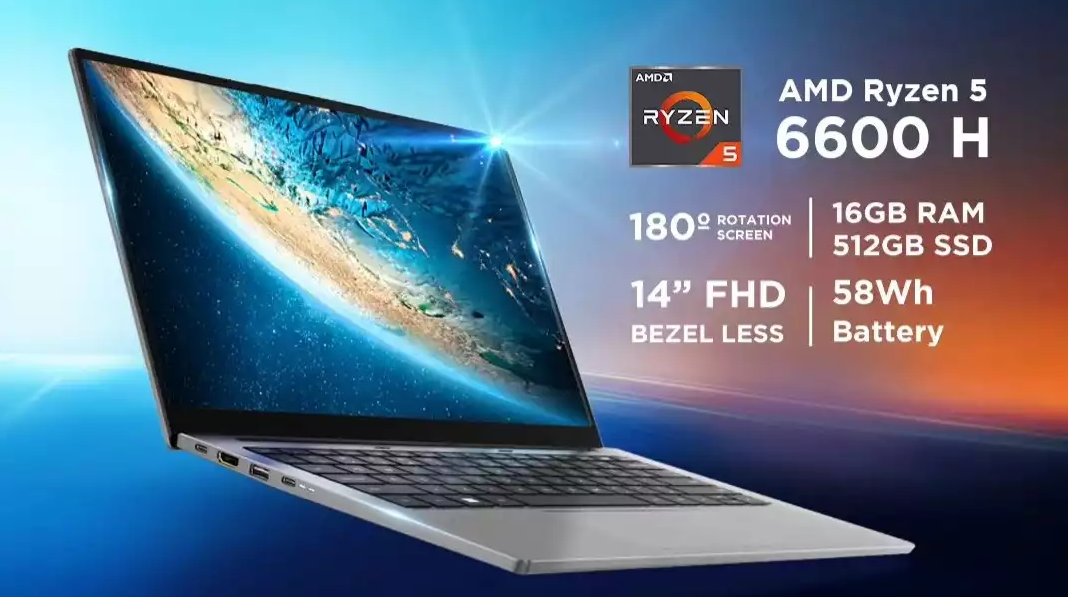 AMD
RYZEN
5
AMD Ryzen 5
6600 H
180º ROTATION
SCREEN
16GB RAM
512GB SSD
14” FHD
BEZEL LESS
58Wh
Battery